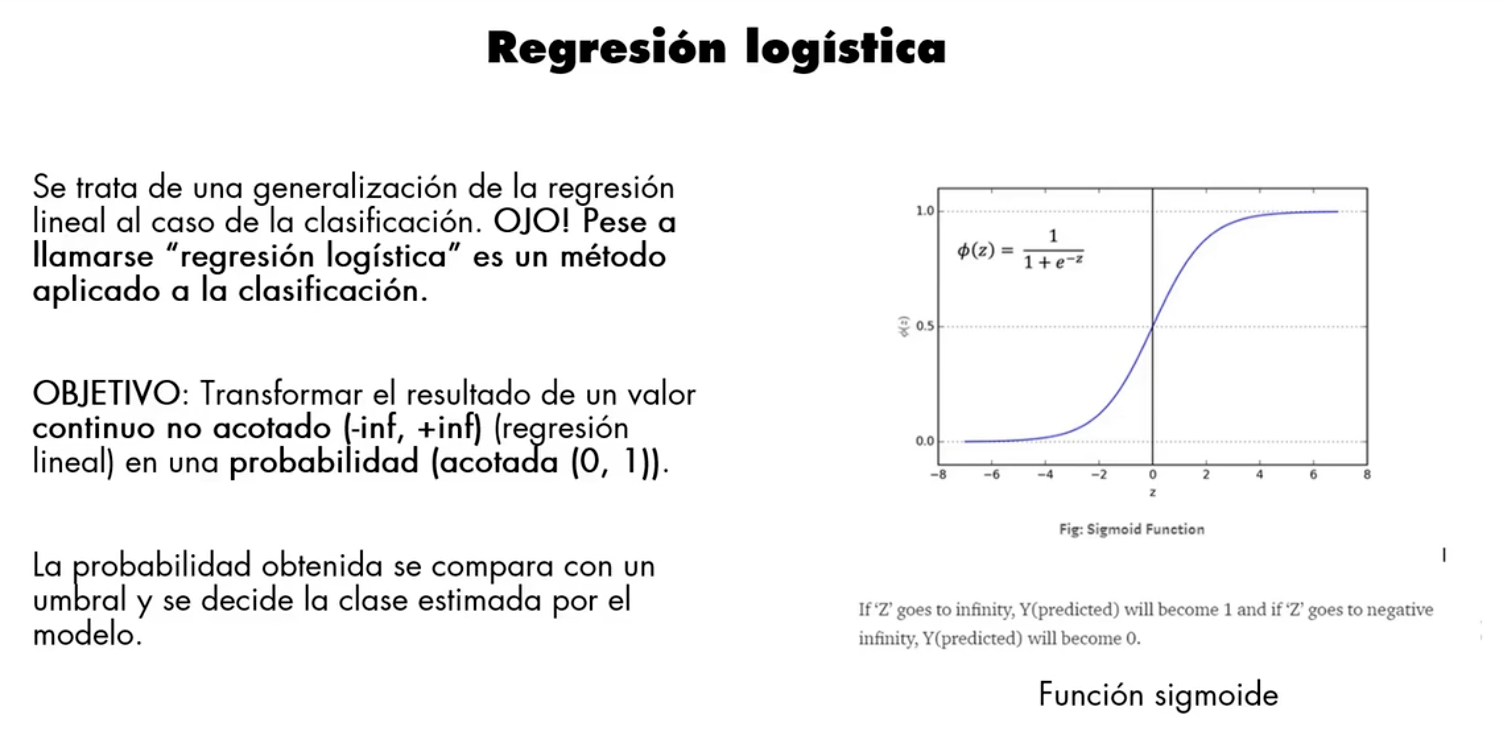 Regresión logística
Se trata de una generalización de la regresión
lineal al caso de la clasificación. OJO! Pese a
llamarse “regresión logística” es un método
aplicado a la clasificación.
OBJETIVO: Transformar el resultado de un valor
continuo no acotado (-inf, +inf) (regresión
lineal) en una probabilidad (acotada (0, 1)).
La probabilidad obtenida se compara con un
umbral y se decide la clase estimada por el
modelo.
1.0
0.5
0.0
ϕ(z)
ϕ(z) = 1 / (1 + e^−z)
−8 −6 −4 −2 0 2 4 6 8
z
Fig: Sigmoid Function
If ‘Z’ goes to infinity, Y(predicted) will become 1 and if ‘Z’ goes to negative
infinity, Y(predicted) will become 0.
Función sigmoide